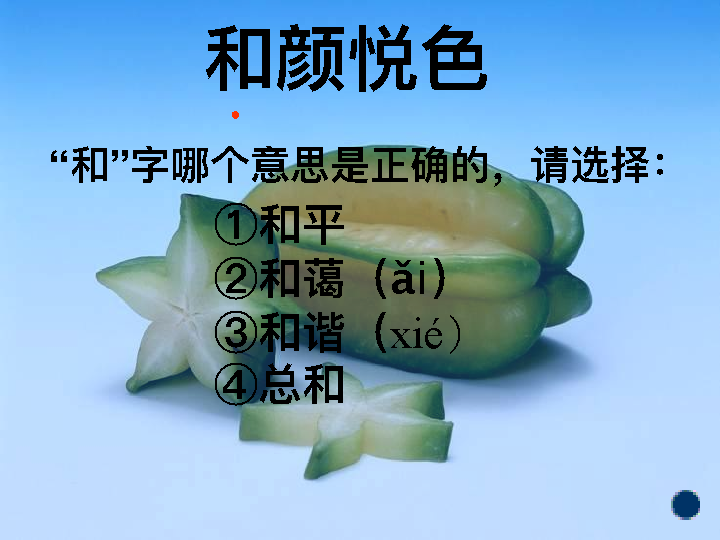 和颜悦色
“和”字哪个意思是正确的，请选择：
①和平
②和蔼（ǎi）
③和谐（xié）
④总和